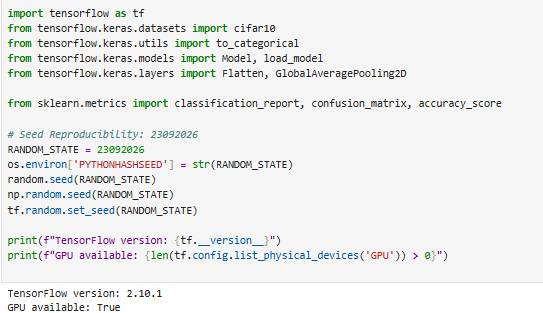 import tensorflow as tf
from tensorflow.keras.datasets import cifar10
from tensorflow.keras.utils import to_categorical
from tensorflow.keras.models import Model, load_model
from tensorflow.keras.layers import Flatten, GlobalAveragePooling2D
from sklearn.metrics import classification_report, confusion_matrix, accuracy_score
# Seed Reproducibility: 23092026
RANDOM_STATE = 23092026
os.environ['PYTHONHASHSEED'] = str(RANDOM_STATE)
random.seed(RANDOM_STATE)
np.random.seed(RANDOM_STATE)
tf.random.set_seed(RANDOM_STATE)
print(f"TensorFlow version: {tf.__version__}")
print(f"GPU available: {len(tf.config.list_physical_devices('GPU')) > 0}")
TensorFlow version: 2.10.1
GPU available: True